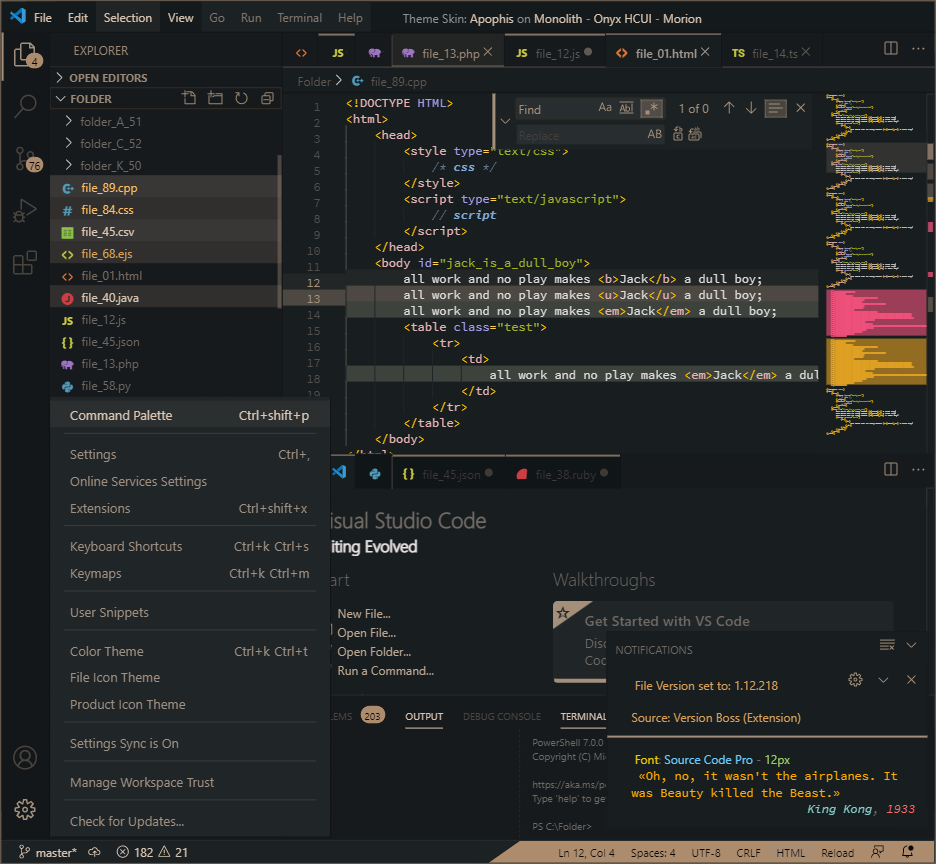 File Edit Selection View Go Run Terminal Help Theme Skin: Apophis on Monolith - Onyx HCUI - Morion
4
76
EXPLORER
OPEN EDITORS
FOLDER
folder_A_51
folder_C_52
folder_K_50
file_89.cpp
file_84.css
file_45.csv
file_68.ejs
file_01.html
file_40.java
JS file_12.js
file_45.json
file_13.php
file_58.py
JS file_13.php JS file_12.js file_01.html TS file_14.ts
Folder file_89.cpp
Find Aa Abl .* 1 of 0
Replace AB
1 <!DOCTYPE HTML>
2 <html>
3 <head>
4 <style type="text/css">
5 /* css */
6 </style>
7 <script type="text/javascript">
8 // script
9 </script>
10 </head>
11 <body id="jack_is_a_dull_boy">
12 all work and no play makes <b>Jack</b> a dull boy;
13 all work and no play makes <u>Jack</u> a dull boy;
14 all work and no play makes <em>Jack</em> a dull boy;
15 <table class="test">
16 <tr>
17 <td>
18 all work and no play makes <em>Jack</em> a dul
19 </td>
</tr>
</table>
</body>
</html>
Command Palette Ctrl+shift+p
Settings Ctrl+,
Online Services Settings
Extensions Ctrl+shift+x
Keyboard Shortcuts Ctrl+k Ctrl+s
Keymaps Ctrl+k Ctrl+m
User Snippets
Color Theme Ctrl+k Ctrl+t
File Icon Theme
Product Icon Theme
Settings Sync is On
Manage Workspace Trust
Check for Updates...
file_45.json file_38.ruby
isual Studio Code
iting Evolved
art
New File...
Open File...
Open Folder...
Run a Command...
Walkthroughs
Get Started with VS Code
Disc
Coc
NOTIFICATIONS
File Version set to: 1.12.218
Source: Version Boss (Extension)
Font: Source Code Pro - 12px
«Oh, no, it wasn't the airplanes. It
was Beauty killed the Beast.»
King Kong, 1933
LEMS 203 OUTPUT DEBUG CONSOLE TERMINAL
PowerShell 7.0.0
Copyright (C) Mi
https://aka.ms/p
Type 'help' to ge
PS C:\Folder>
master* 182 21 Ln 12, Col 4 Spaces: 4 UTF-8 CRLF HTML Reload